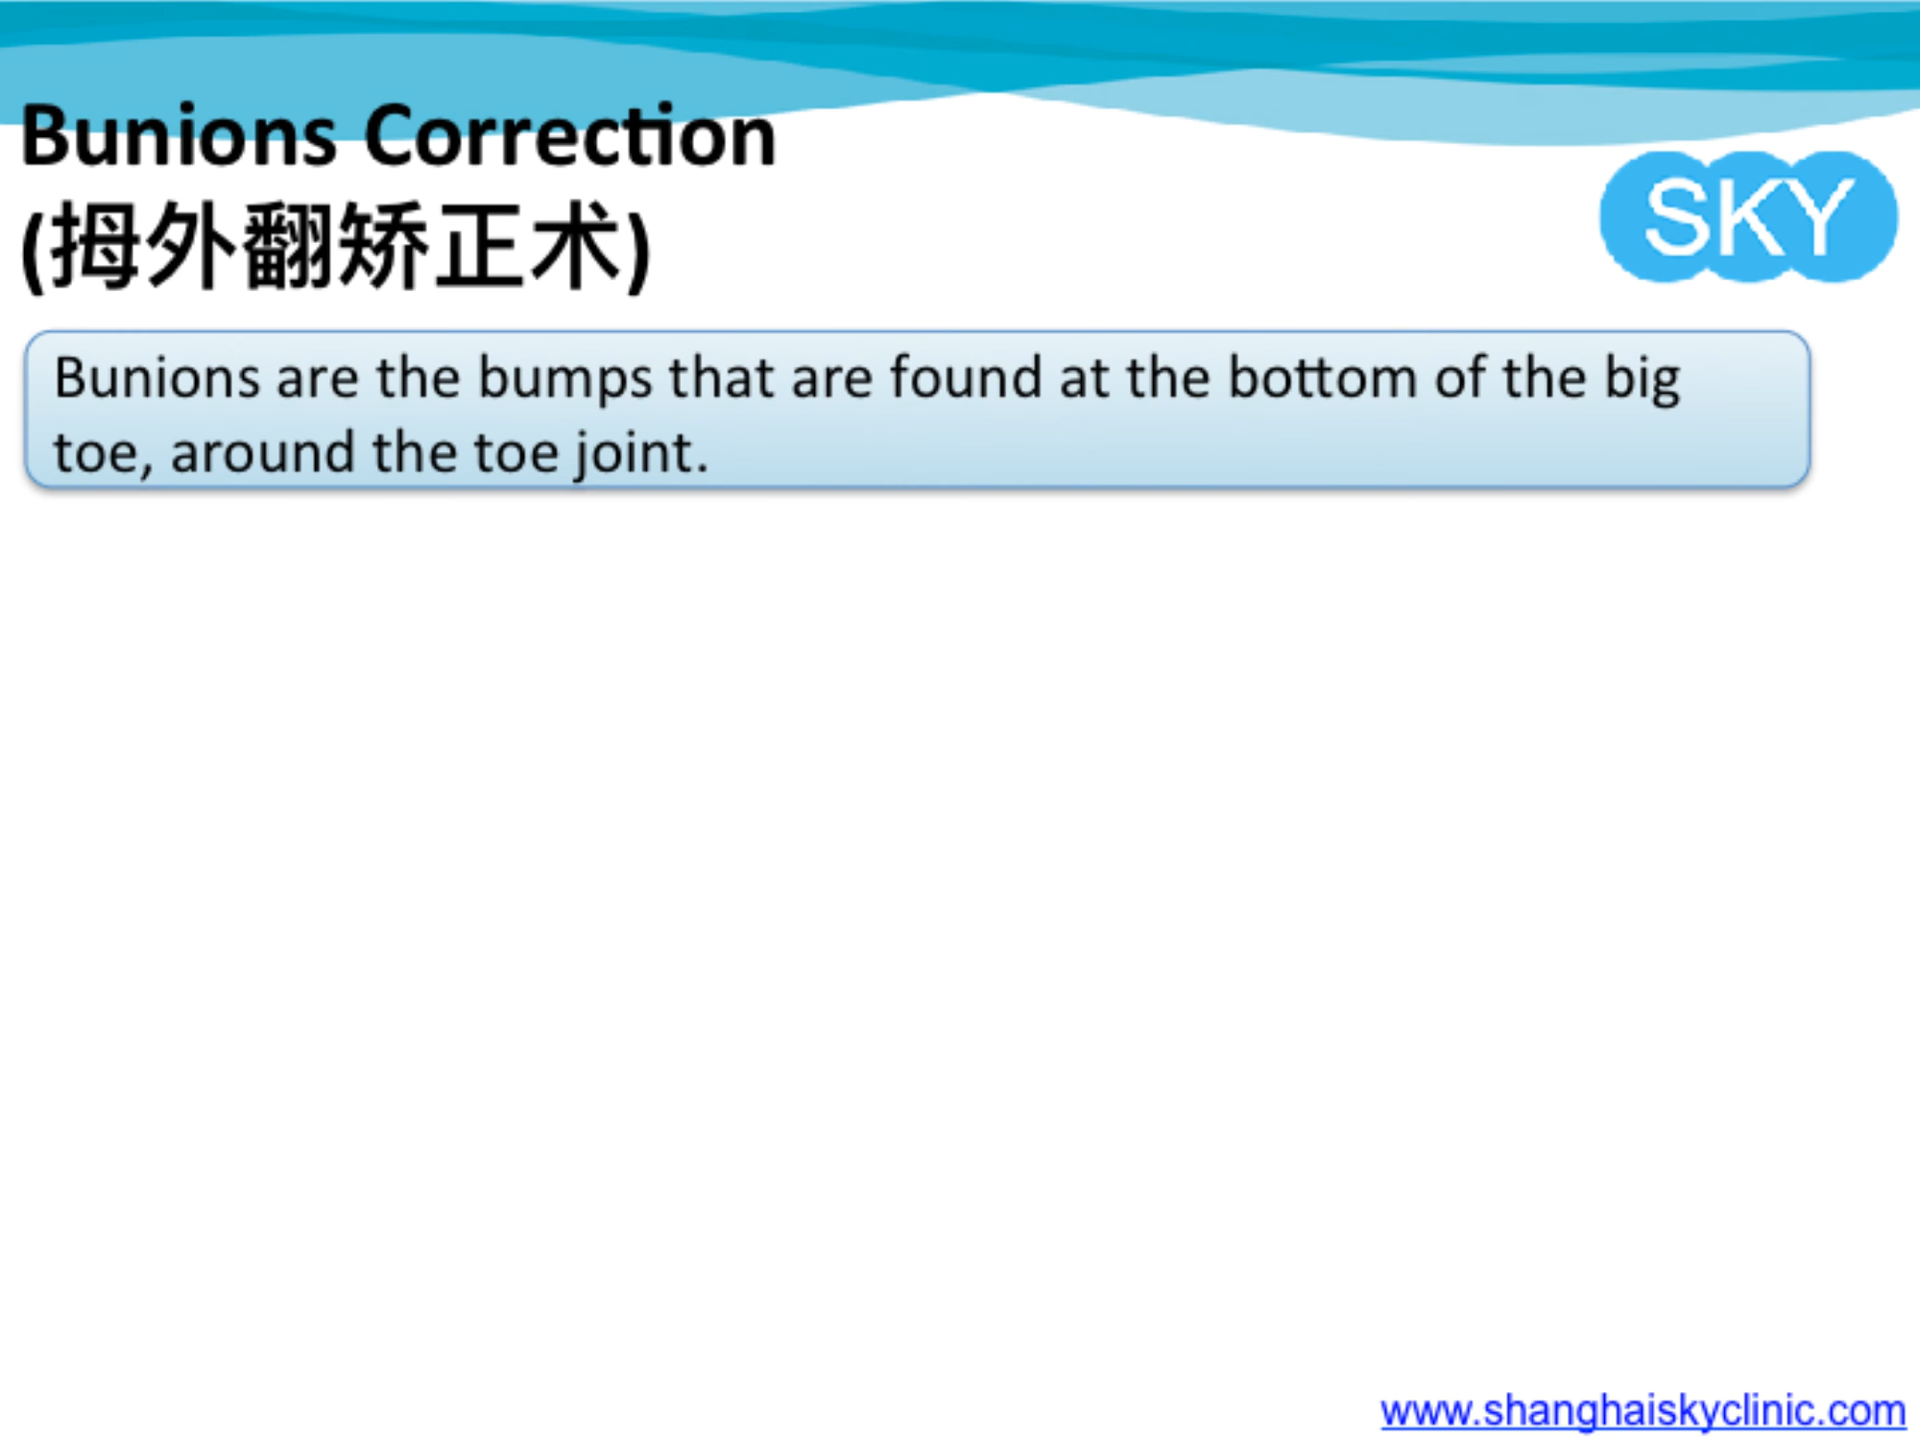 Bunions Correction
(拇外翻矫正术)
SKY
Bunions are the bumps that are found at the bottom of the big
toe, around the toe joint.
www.shanghaiskyclinic.com